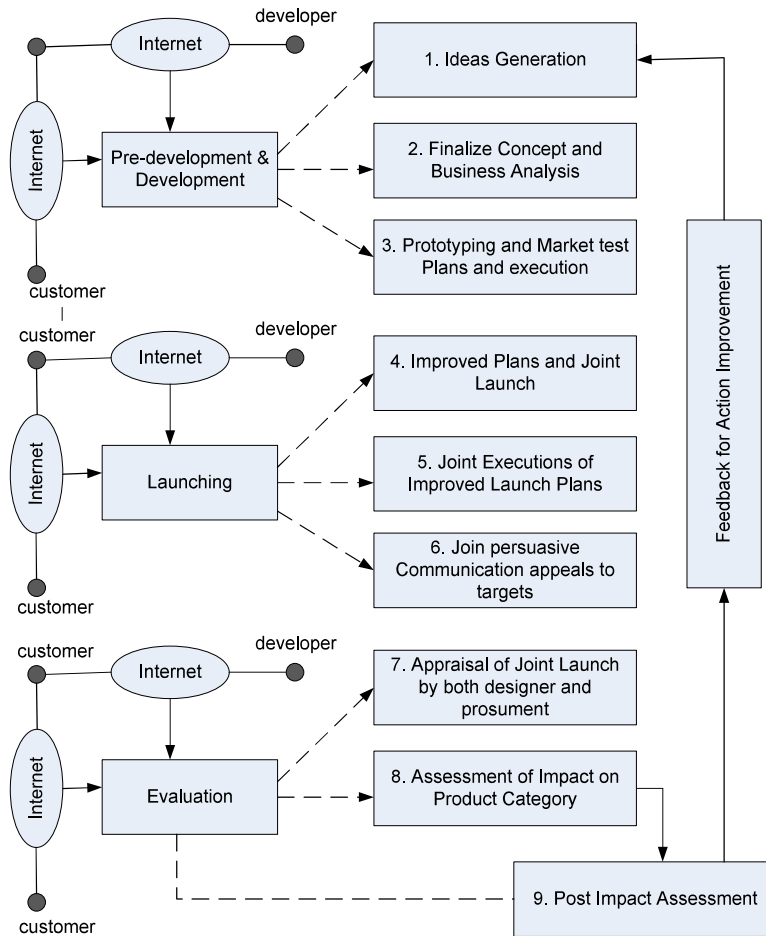 developer
Internet
1. Ideas Generation
Internet
Pre-development &
Development
2. Finalize Concept and
Business Analysis
3. Prototyping and Market test
Plans and execution
customer
customer
developer
Internet
4. Improved Plans and Joint
Launch
Feedback for Action Improvement
Internet
Launching
5. Joint Executions of
Improved Launch Plans
6. Join persuasive
Communication appeals to
targets
customer
customer
developer
Internet
7. Appraisal of Joint Launch
by both designer and
prosument
Internet
Evaluation
8. Assessment of Impact on
Product Category
9. Post Impact Assessment
customer